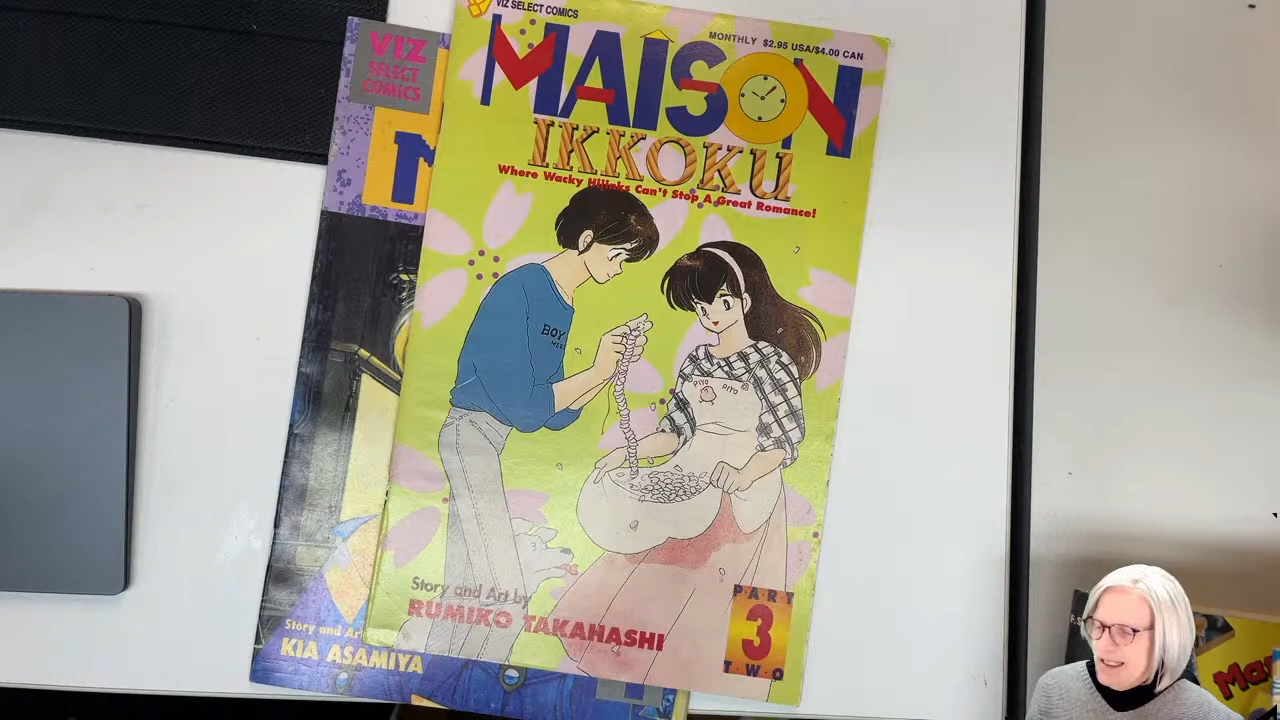 VIZ SELECT COMICS
MONTHLY $2.95 USA/$4.00 CAN
MAISON
IKKOKU
Where Wacky Hijinks Can't Stop A Great Romance!
BOY
PIYO PIYO
Story and Art by
RUMIKO TAKAHASHI
PART
3
TWO
VIZ
SELECT
COMICS
Story and Art
KIA ASAMIYA